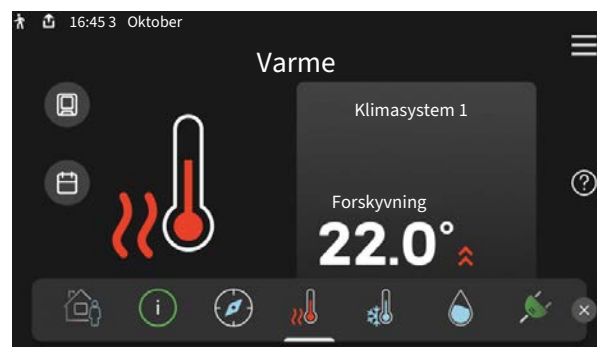 16:45 3 Oktober
Varme
Klimasystem 1
Forskyvning
22.0°